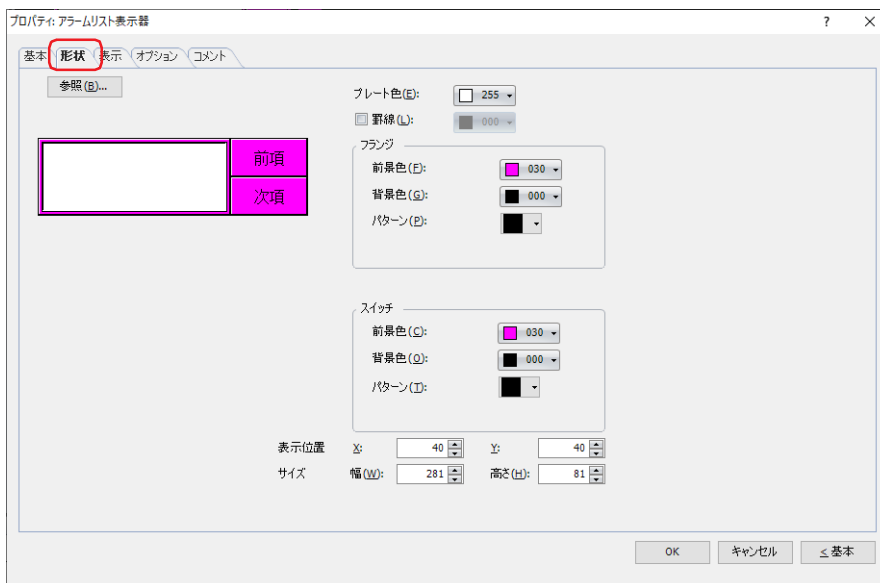 プロパティ: アラームリスト表示器 ? ×
基本 形状 表示 オプション コメント
参照(B)...
前項
次項
プレート色(E): 255
罫線(L): 000
フランジ
前景色(F): 030
背景色(G): 000
パターン(P):
スイッチ
前景色(C): 030
背景色(O): 000
パターン(T):
表示位置 X: 40 Y: 40
サイズ 幅(W): 281 高さ(H): 81
OK キャンセル < 基本